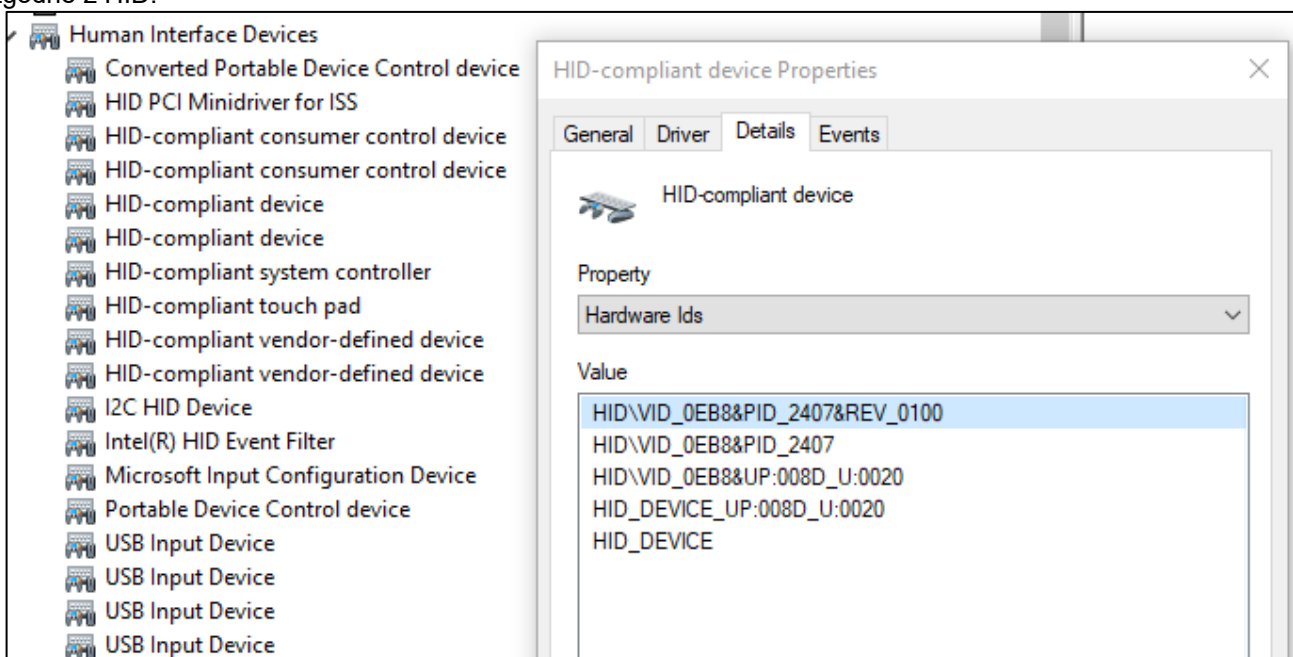 HID.
Human Interface Devices
Converted Portable Device Control device
HID PCI Minidriver for ISS
HID-compliant consumer control device
HID-compliant consumer control device
HID-compliant device
HID-compliant device
HID-compliant system controller
HID-compliant touch pad
HID-compliant vendor-defined device
HID-compliant vendor-defined device
I2C HID Device
Intel(R) HID Event Filter
Microsoft Input Configuration Device
Portable Device Control device
USB Input Device
USB Input Device
USB Input Device
USB Input Device
HID-compliant device Properties
General Driver Details Events
HID-compliant device
Property
Hardware Ids
Value
HID\VID_0EB8&PID_2407&REV_0100
HID\VID_0EB8&PID_2407
HID\VID_0EB8&UP:008D_U:0020
HID_DEVICE_UP:008D_U:0020
HID_DEVICE